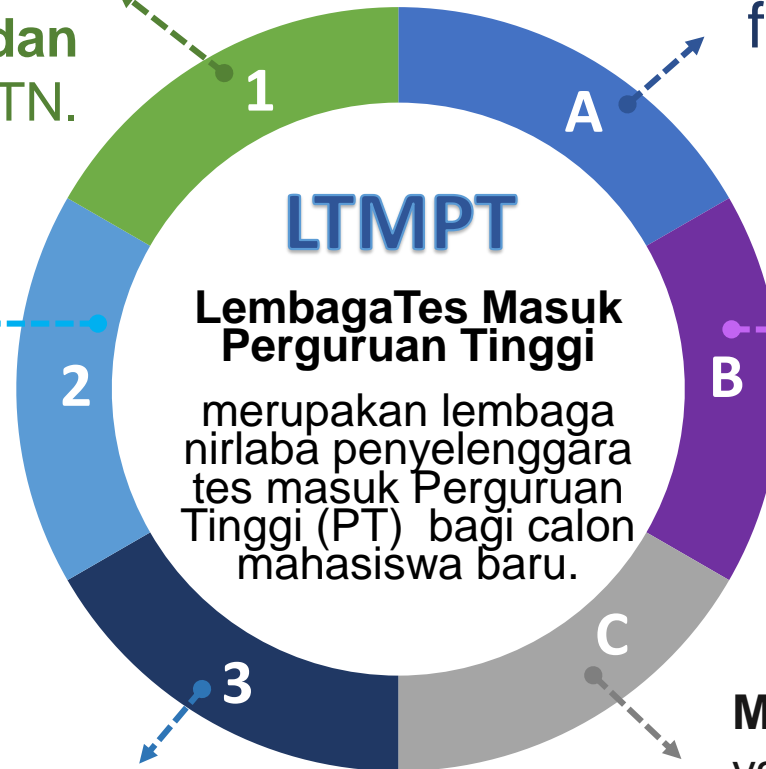 dan
TN.
f
1
A
LTMPT
LembagaTes Masuk
Perguruan Tinggi
merupakan lembaga
nirlaba penyelenggara
tes masuk Perguruan
Tinggi (PT) bagi calon
mahasiswa baru.
2
B
3
C
M